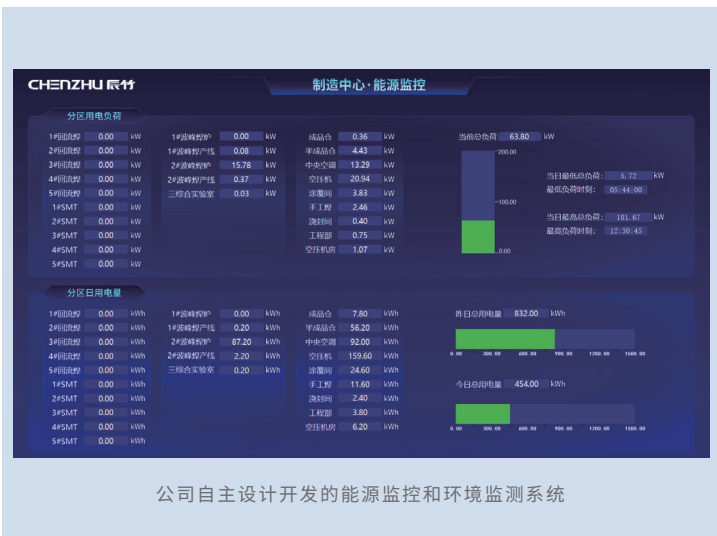 CHENZHU 辰竹
制造中心·能源监控
分区用电负荷
1#回流焊 0.00 kW 1#波峰焊炉 0.00 kW 成品仓 0.36 kW 当前总负荷 63.80 kW
2#回流焊 0.00 kW 1#波峰焊产线 0.08 kW 半成品仓 4.43 kW 200.00
3#回流焊 0.00 kW 2#波峰焊炉 15.78 kW 中央空调 13.29 kW
4#回流焊 0.00 kW 2#波峰焊产线 0.37 kW 空压机 20.94 kW 当日最低总负荷: 5.72 kW
5#回流焊 0.00 kW 三综合实验室 0.03 kW 涂覆间 3.83 kW 最低负荷时刻: 05:44:00
1#SMT 0.00 kW 手工焊 2.46 kW 100.00
2#SMT 0.00 kW 浇封间 0.40 kW 当日最高总负荷: 101.67 kW
3#SMT 0.00 kW 工程部 0.75 kW 最高负荷时刻: 12:30:45
4#SMT 0.00 kW 空压机房 1.07 kW 0.00
5#SMT 0.00 kW
分区日用电量
1#回流焊 0.00 kWh 1#波峰焊炉 0.00 kWh 成品仓 7.80 kWh 昨日总用电量 832.00 kWh
2#回流焊 0.00 kWh 1#波峰焊产线 0.20 kWh 半成品仓 56.20 kWh
3#回流焊 0.00 kWh 2#波峰焊炉 87.20 kWh 中央空调 92.00 kWh
4#回流焊 0.00 kWh 2#波峰焊产线 2.20 kWh 空压机 159.60 kWh 0.00 300.00 600.00 900.00 1200.00 1500.00
5#回流焊 0.00 kWh 三综合实验室 0.20 kWh 涂覆间 24.60 kWh
1#SMT 0.00 kWh 手工焊 11.60 kWh 今日总用电量 454.00 kWh
2#SMT 0.00 kWh 浇封间 2.40 kWh
3#SMT 0.00 kWh 工程部 3.80 kWh
4#SMT 0.00 kWh 空压机房 6.20 kWh 0.00 300.00 600.00 900.00 1200.00 1500.00
5#SMT 0.00 kWh
公司自主设计开发的能源监控和环境监测系统